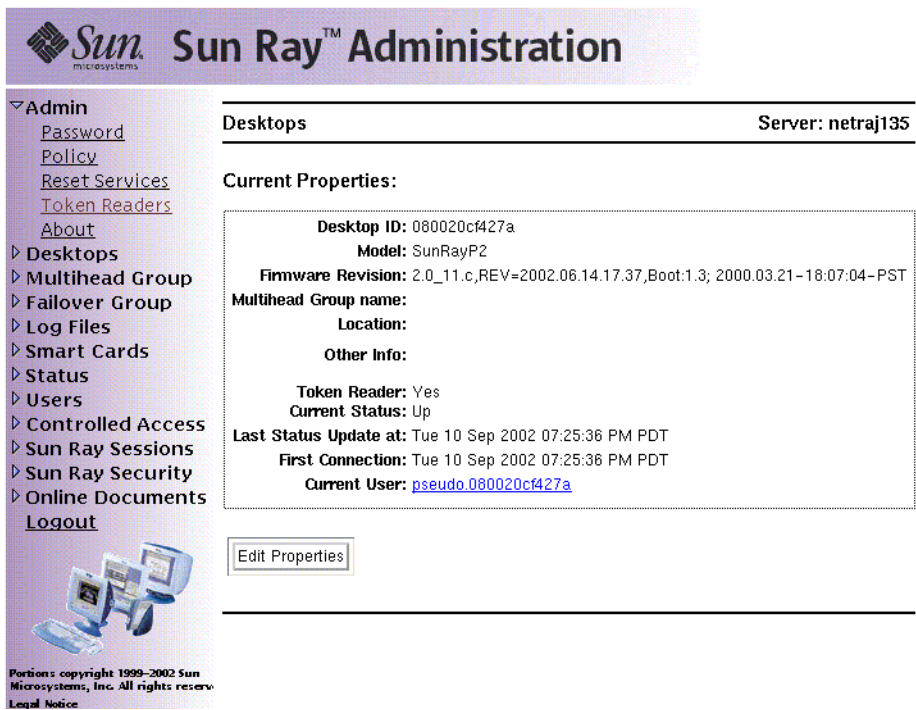 Sun microsystems Sun Ray™ Administration
Admin
Password
Policy
Reset Services
Token Readers
About
Desktops
Multihead Group
Failover Group
Log Files
Smart Cards
Status
Users
Controlled Access
Sun Ray Sessions
Sun Ray Security
Online Documents
Logout
Portions copyright 1999-2002 Sun
Microsystems, Inc. All rights reserv
Legal Notice
Desktops Server: netraj135
Current Properties:
Desktop ID: 080020cf427a
Model: SunRayP2
Firmware Revision: 2.0_11.c,REV=2002.06.14.17.37,Boot:1.3; 2000.03.21-18:07:04-PST
Multihead Group name:
Location:
Other Info:
Token Reader: Yes
Current Status: Up
Last Status Update at: Tue 10 Sep 2002 07:25:36 PM PDT
First Connection: Tue 10 Sep 2002 07:25:36 PM PDT
Current User: pseudo.080020cf427a
Edit Properties